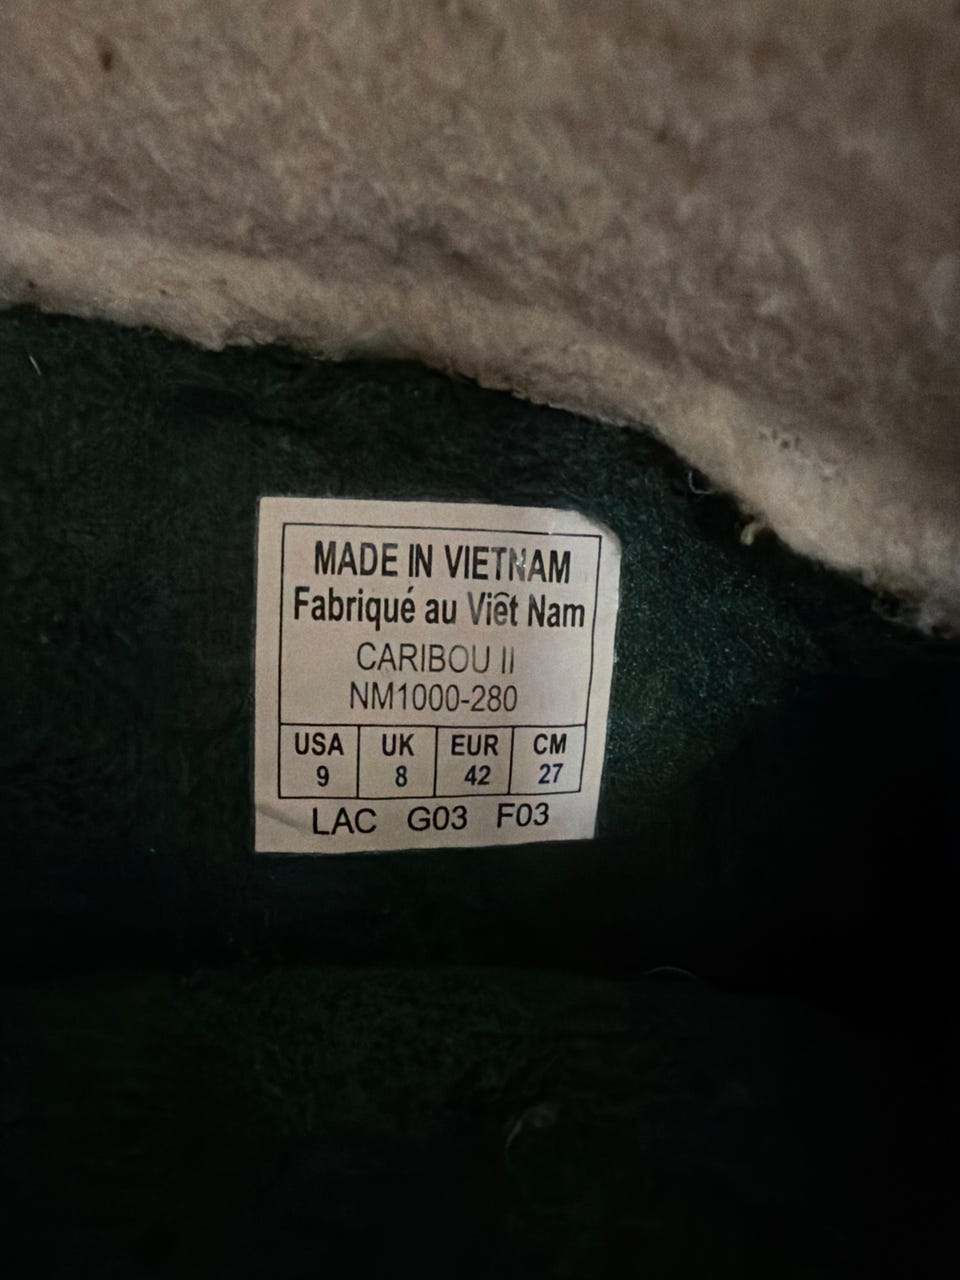 MADE IN VIETNAM
Fabriqué au Viêt Nam
CARIBOU II
NM1000-280
USA UK EUR CM
9 8 42 27
LAC G03 F03